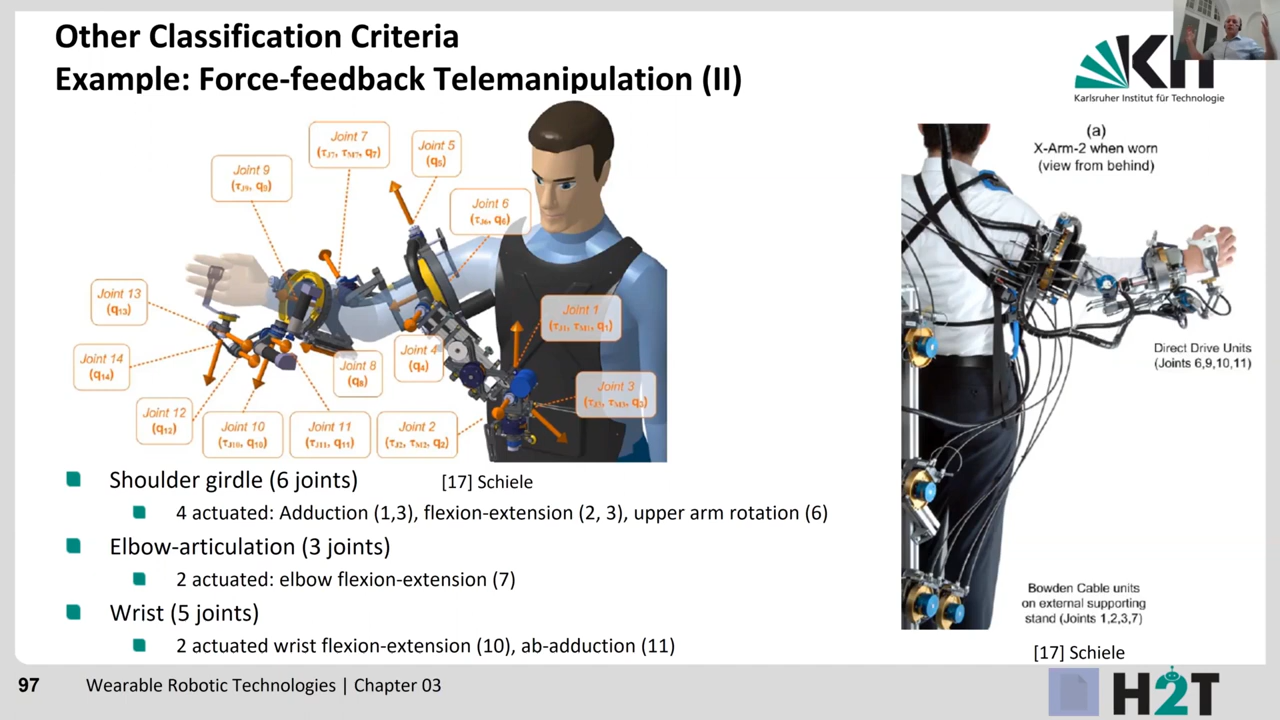 Other Classification Criteria
Example: Force-feedback Telemanipulation (II)
KIT
Karlsruher Institut für Technologie
Joint 7
(τJ7, τM7, q7)
Joint 5
(q5)
Joint 9
(τJ9, q9)
Joint 6
(τJ6, q6)
Joint 13
(q13)
Joint 1
(τJ1, τM1, q1)
Joint 14
(q14)
Joint 8
(q8)
Joint 4
(q4)
Joint 3
(τJ3, τM3, q3)
Joint 12
(q12)
Joint 10
(τJ10, q10)
Joint 11
(τJ11, q11)
Joint 2
(τJ2, τM2, q2)
(a)
X-Arm-2 when worn
(view from behind)
Direct Drive Units
(Joints 6,9,10,11)
Bowden Cable units
on external supporting
stand (Joints 1,2,3,7)
[17] Schiele
Shoulder girdle (6 joints)
[17] Schiele
4 actuated: Adduction (1,3), flexion-extension (2, 3), upper arm rotation (6)
Elbow-articulation (3 joints)
2 actuated: elbow flexion-extension (7)
Wrist (5 joints)
2 actuated wrist flexion-extension (10), ab-adduction (11)
97 Wearable Robotic Technologies | Chapter 03
H2T